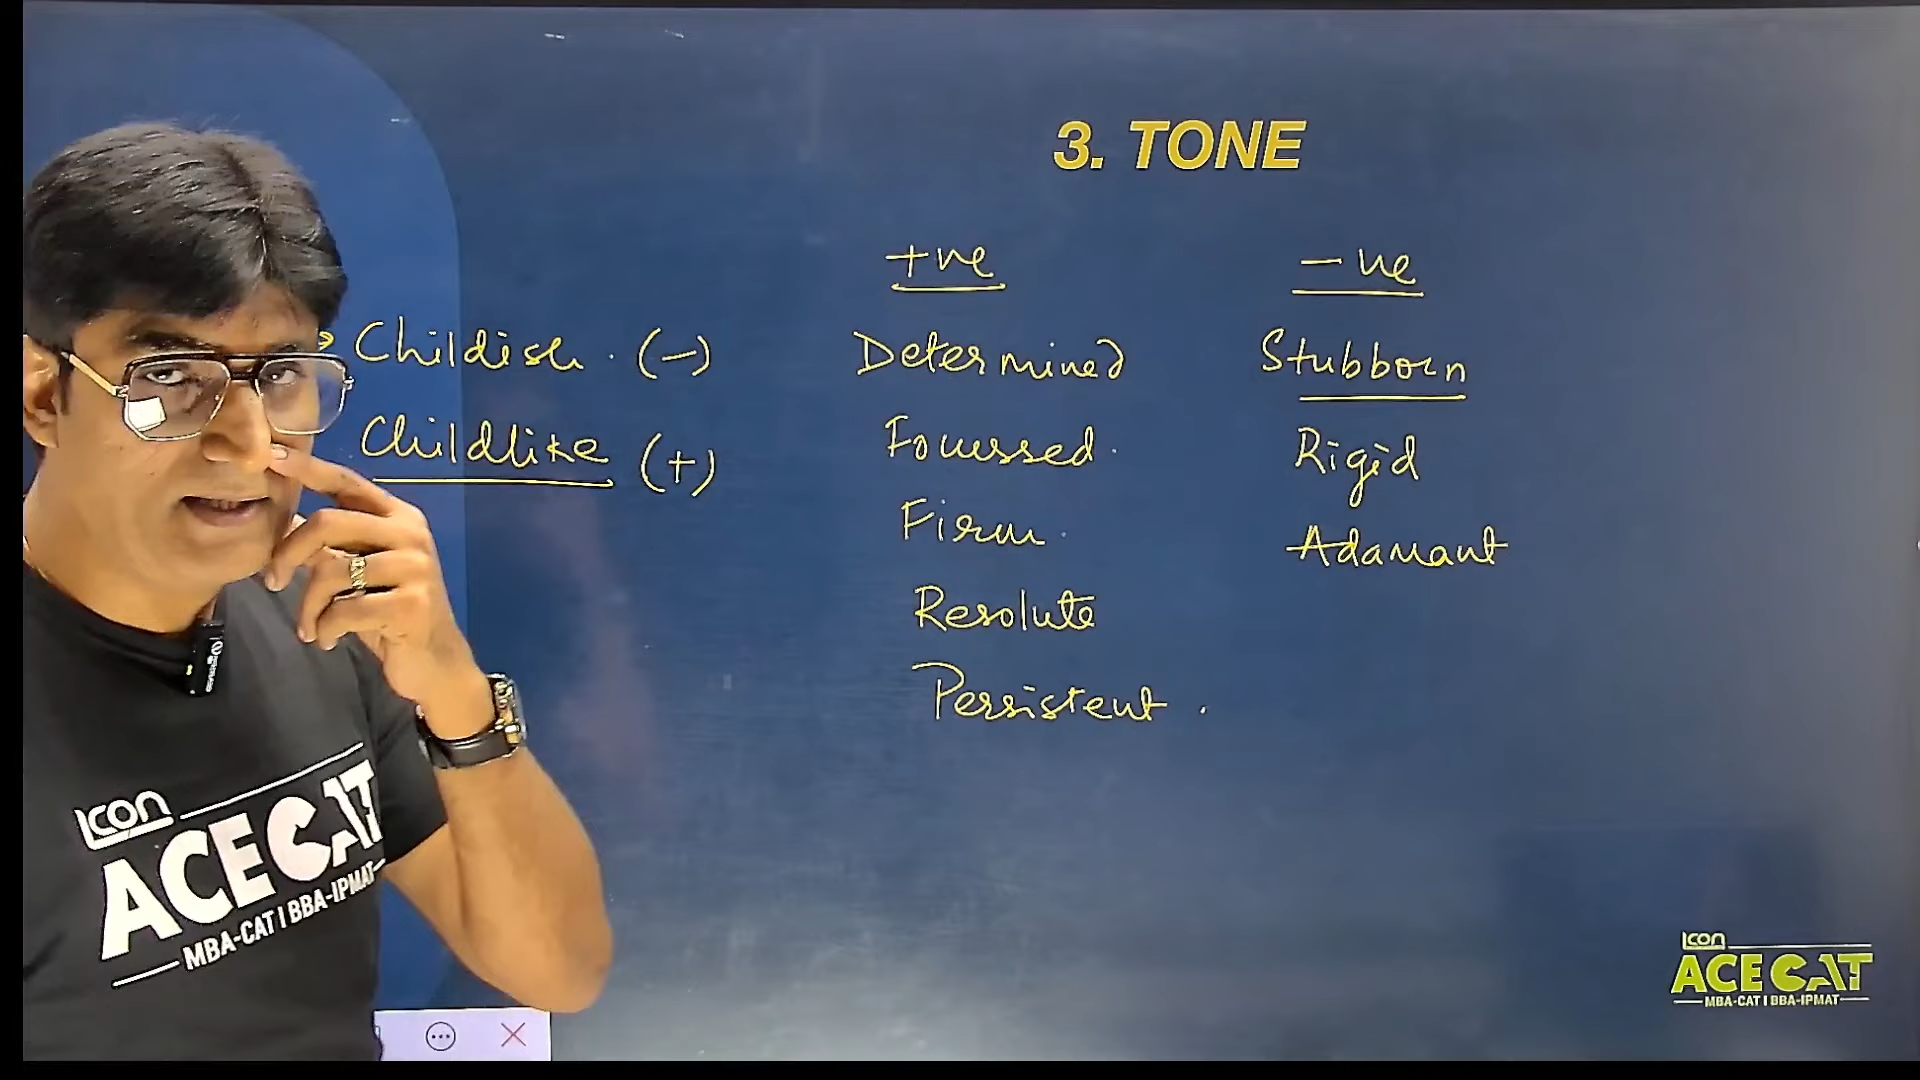 3. TONE
+ve
-ve
Childish. (-)
Determined
Stubborn
Childlike (+)
Focussed.
Rigid
Firm.
Adamant
Resolute
Persistent.
Icon
ACE CAT
MBA-CAT | BBA-IPMAT
Icon
ACE CAT
MBA-CAT | BBA-IPMAT